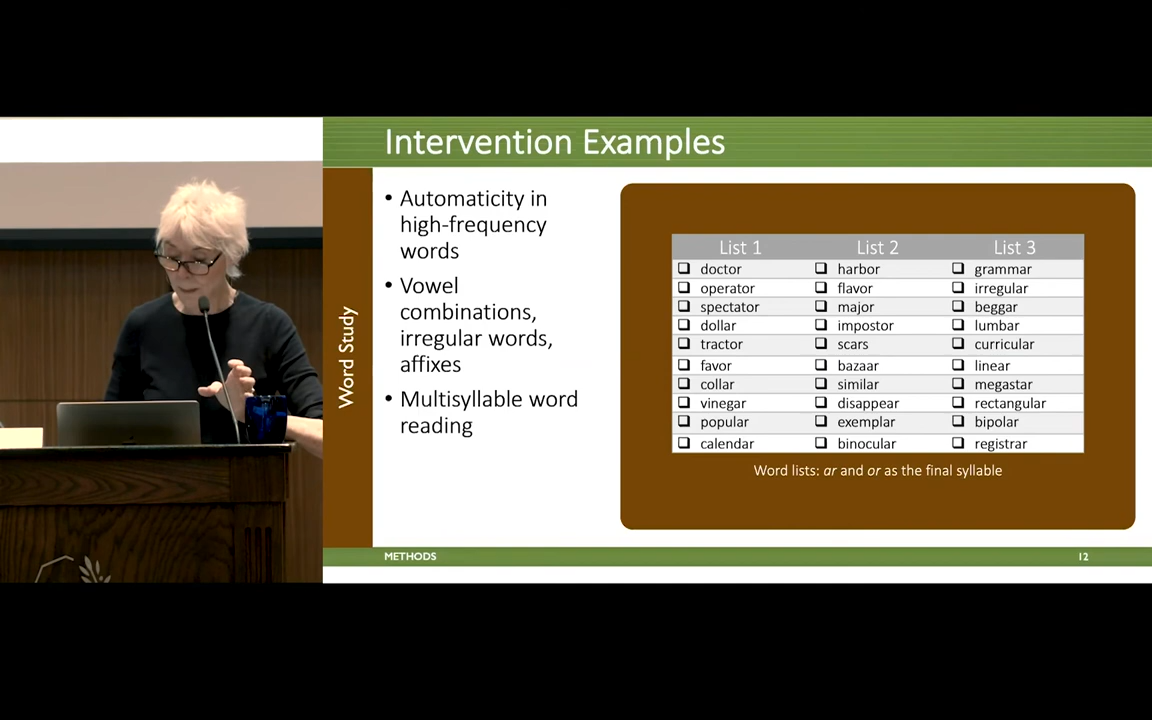 Intervention Examples
Word Study
• Automaticity in
high-frequency
words
• Vowel
combinations,
irregular words,
affixes
• Multisyllable word
reading
List 1 List 2 List 3
❑ doctor ❑ harbor ❑ grammar
❑ operator ❑ flavor ❑ irregular
❑ spectator ❑ major ❑ beggar
❑ dollar ❑ impostor ❑ lumbar
❑ tractor ❑ scars ❑ curricular
❑ favor ❑ bazaar ❑ linear
❑ collar ❑ similar ❑ megastar
❑ vinegar ❑ disappear ❑ rectangular
❑ popular ❑ exemplar ❑ bipolar
❑ calendar ❑ binocular ❑ registrar
Word lists: ar and or as the final syllable
METHODS 12